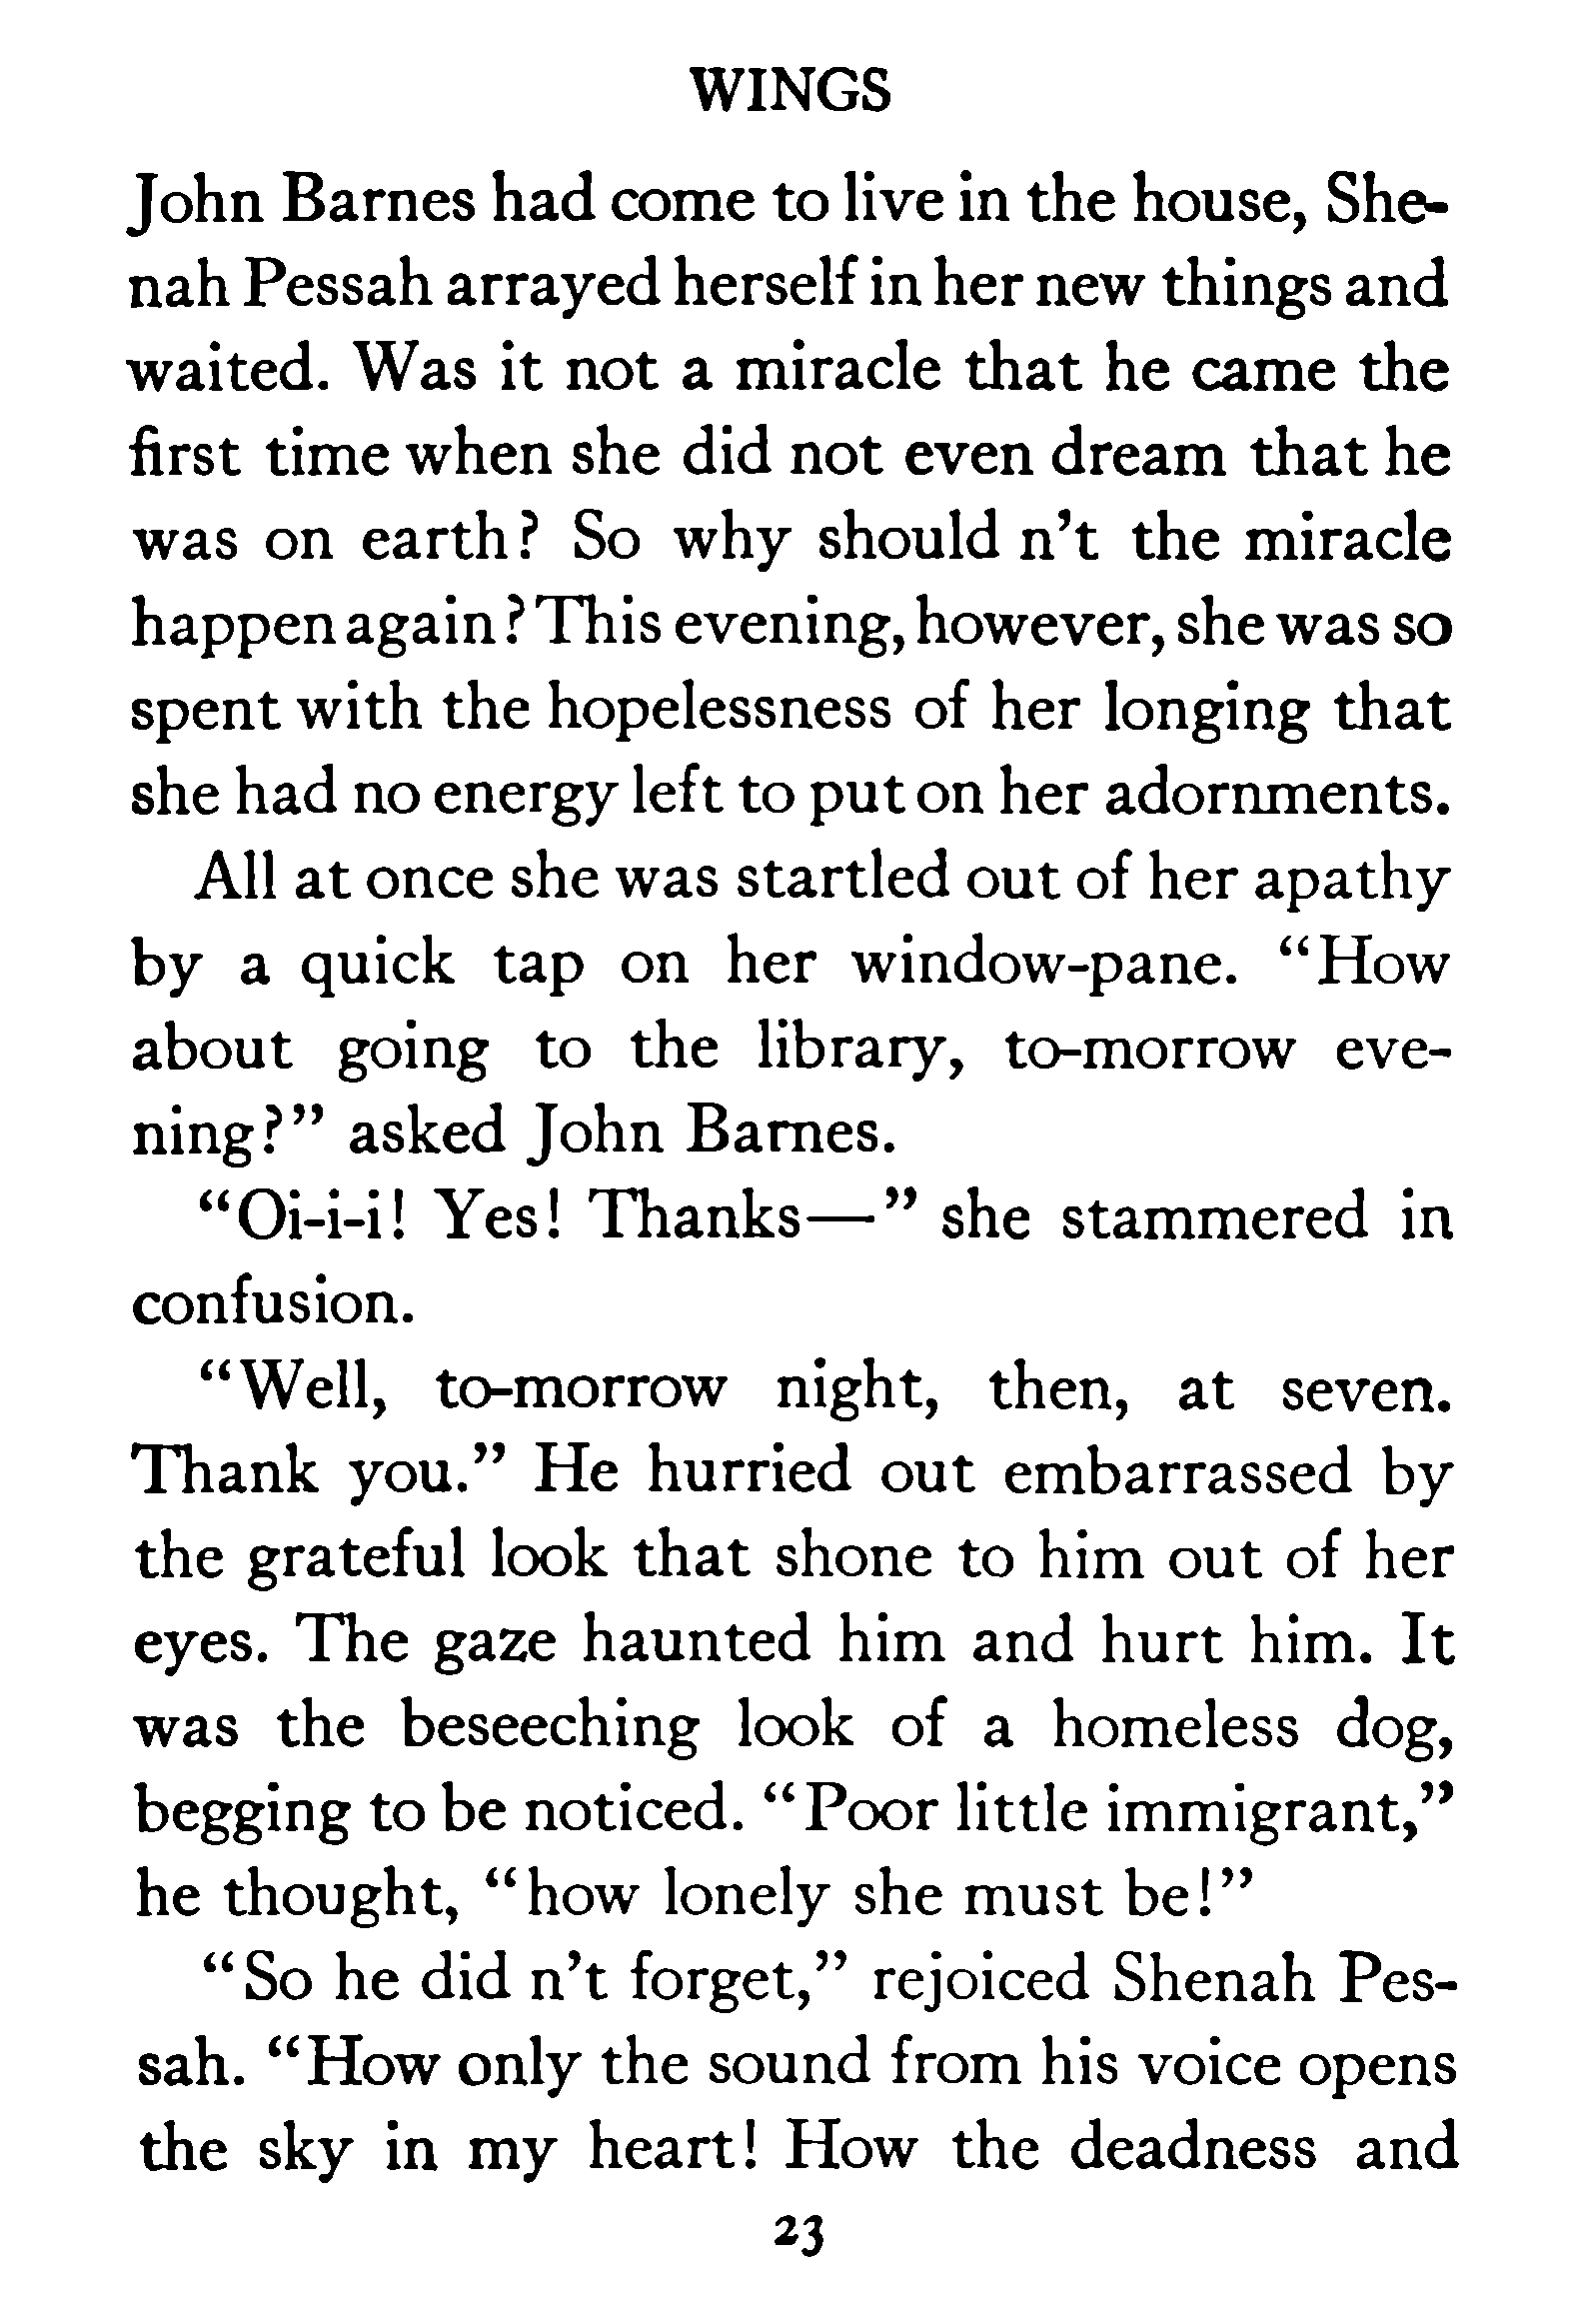 WINGS
John Barnes had come to live in the house, She-
nah Pessah arrayed herself in her new things and
waited. Was it not a miracle that he came the
first time when she did not even dream that he
was on earth? So why should n't the miracle
happen again? This evening, however, she was so
spent with the hopelessness of her longing that
she had no energy left to put on her adornments.
All at once she was startled out of her apathy
by a quick tap on her window-pane. "How
about going to the library, to-morrow eve-
ning?" asked John Barnes.
"Oi-i-i! Yes! Thanks—" she stammered in
confusion.
"Well, to-morrow night, then, at seven.
Thank you." He hurried out embarrassed by
the grateful look that shone to him out of her
eyes. The gaze haunted him and hurt him. It
was the beseeching look of a homeless dog,
begging to be noticed. "Poor little immigrant,"
he thought, "how lonely she must be!"
"So he did n't forget," rejoiced Shenah Pes-
sah. "How only the sound from his voice opens
the sky in my heart! How the deadness and
23